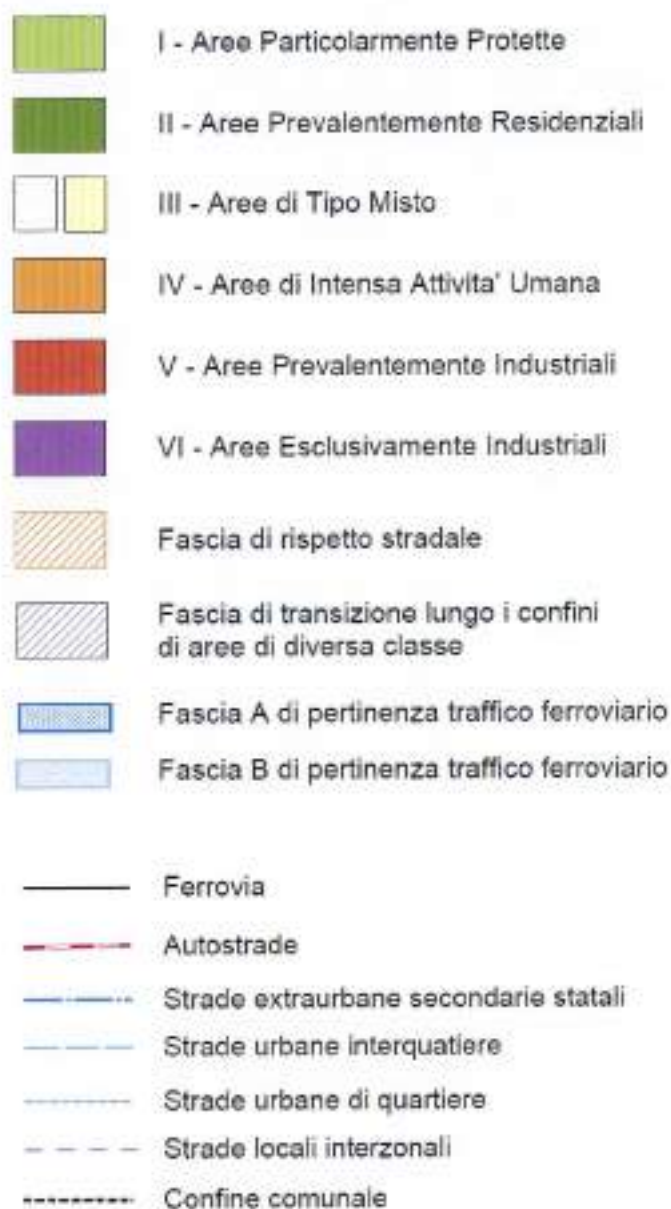 I - Aree Particolarmente Protette
II - Aree Prevalentemente Residenziali
III - Aree di Tipo Misto
IV - Aree di Intensa Attivita' Umana
V - Aree Prevalentemente Industriali
VI - Aree Esclusivamente Industriali
Fascia di rispetto stradale
Fascia di transizione lungo i confini
di aree di diversa classe
Fascia A di pertinenza traffico ferroviario
Fascia B di pertinenza traffico ferroviario
Ferrovia
Autostrade
Strade extraurbane secondarie statali
Strade urbane interquatiere
Strade urbane di quartiere
Strade locali interzonali
Confine comunale